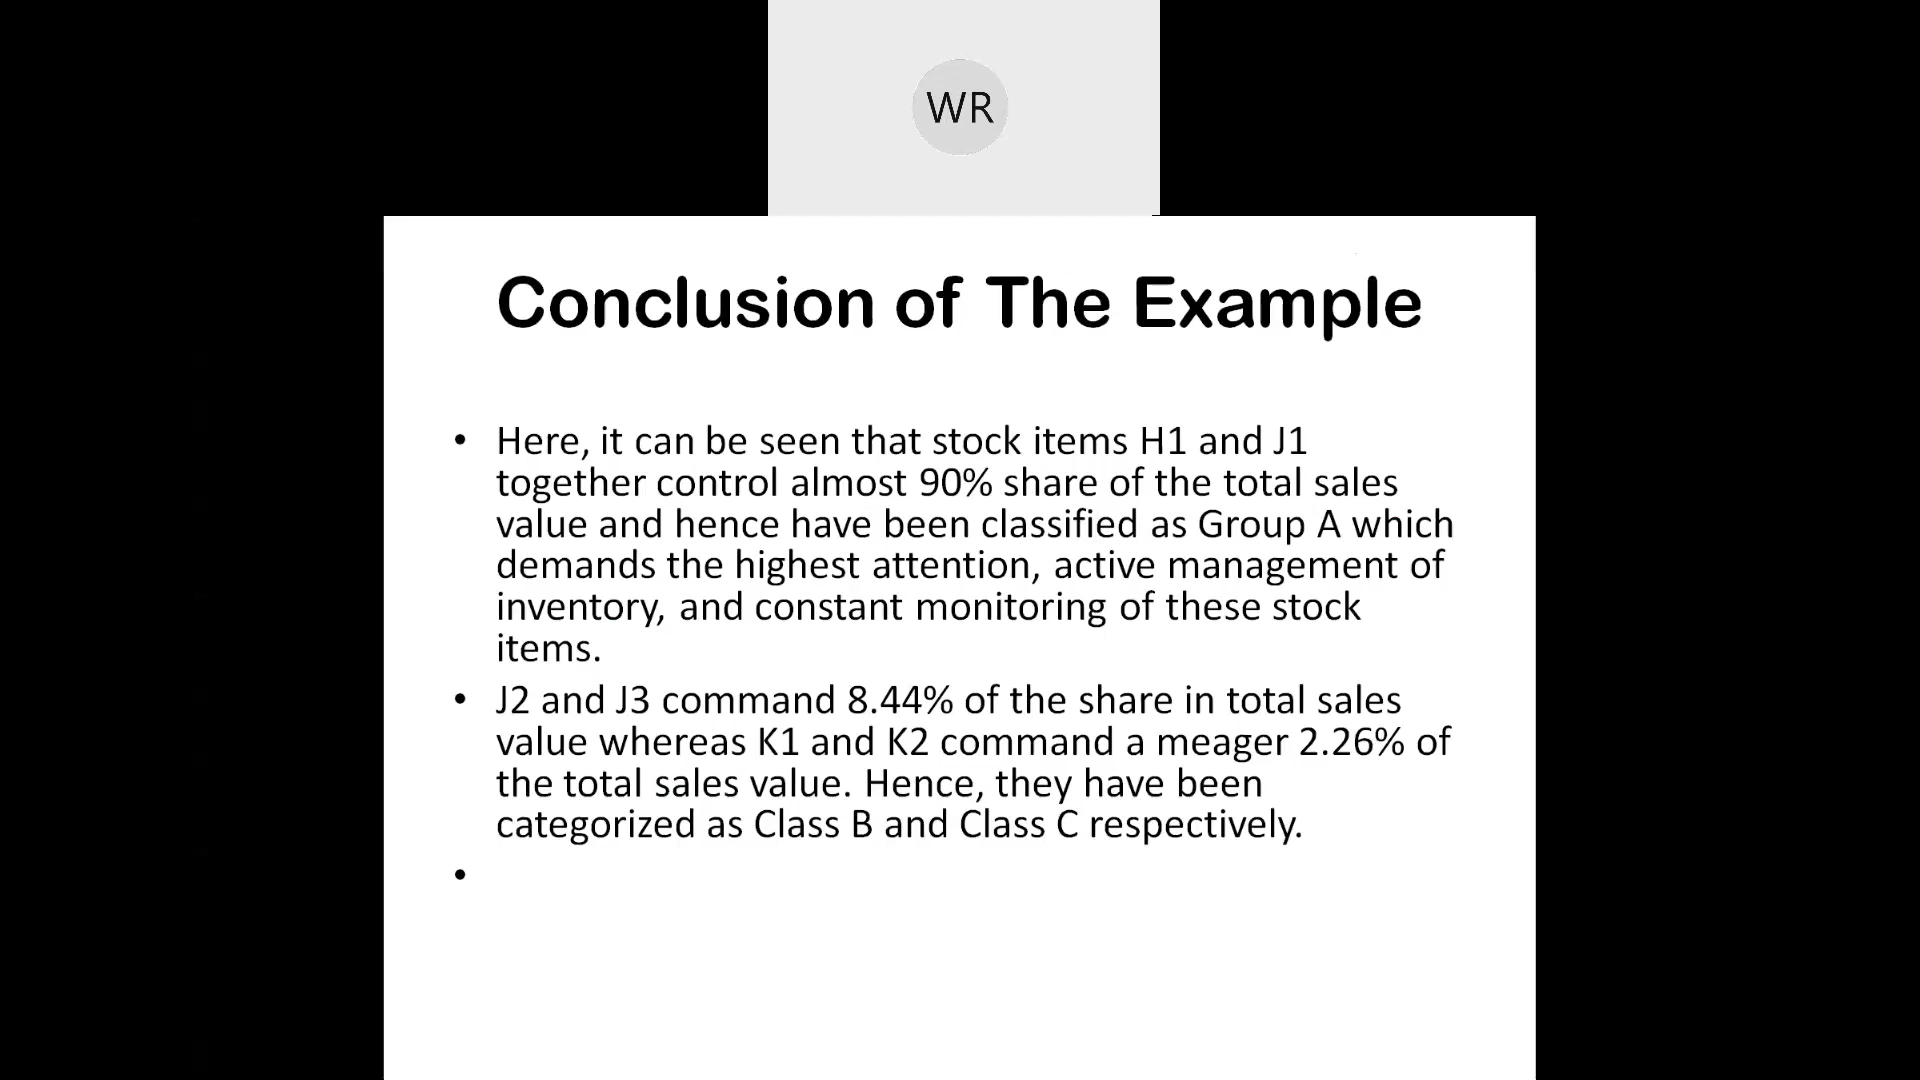 WR
Conclusion of The Example
• Here, it can be seen that stock items H1 and J1
together control almost 90% share of the total sales
value and hence have been classified as Group A which
demands the highest attention, active management of
inventory, and constant monitoring of these stock
items.
• J2 and J3 command 8.44% of the share in total sales
value whereas K1 and K2 command a meager 2.26% of
the total sales value. Hence, they have been
categorized as Class B and Class C respectively.
•